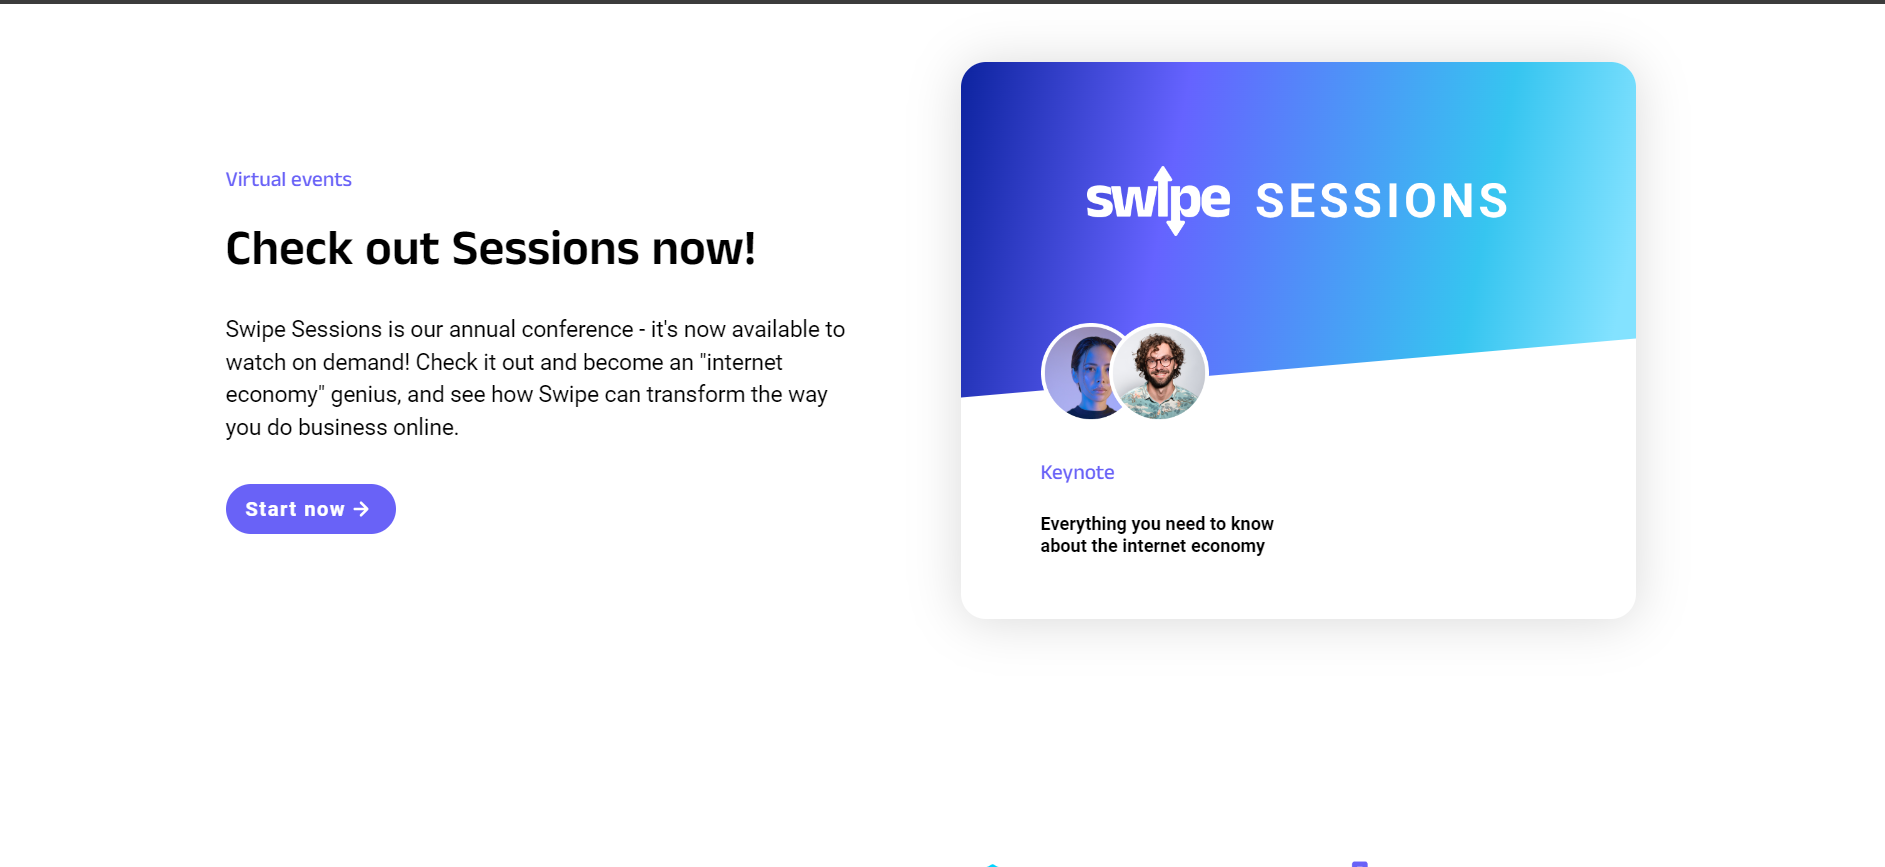 Virtual events
Check out Sessions now!
Swipe Sessions is our annual conference - it's now available to
watch on demand! Check it out and become an "internet
economy" genius, and see how Swipe can transform the way
you do business online.
Start now →
swipe SESSIONS
Keynote
Everything you need to know
about the internet economy